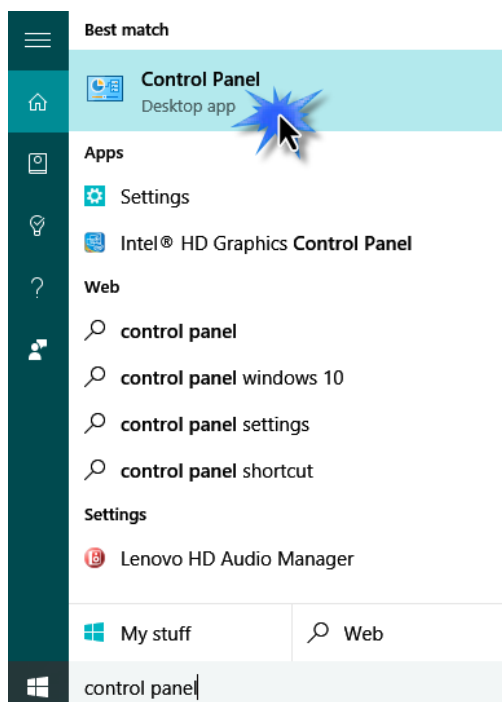 Best match
Control Panel
Desktop app
Apps
Settings
Intel® HD Graphics Control Panel
Web
control panel
control panel windows 10
control panel settings
control panel shortcut
Settings
Lenovo HD Audio Manager
My stuff
Web
control panel